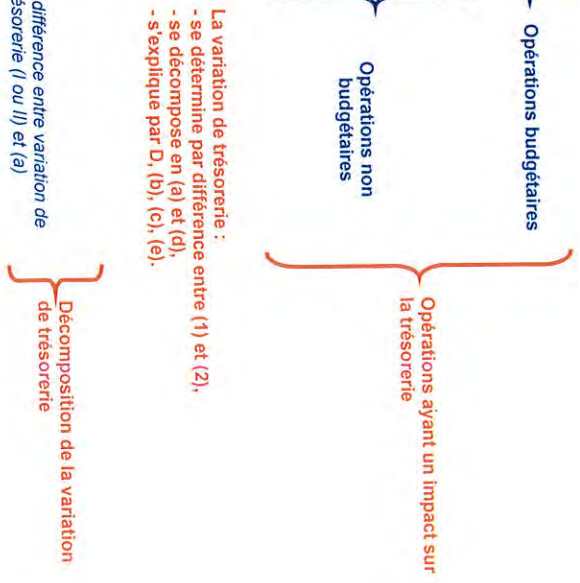 Opérations budgétaires
Opérations non
budgétaires
Opérations ayant un impact sur
la trésorerie
La variation de trésorerie :
- se détermine par différence entre (1) et (2),
- se décompose en (a) et (d),
- s'explique par D, (b), (c), (e).
différence entre variation de
trésorerie (I ou II) et (a)
Décomposition de la variation
de trésorerie